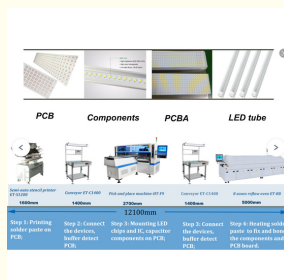 PCB
Components
PCBA
LED tube
Semi-auto stencil printer
Conveyor ET-C1000
Pick and place machine
Conveyor ET-C1000
8 zones reflow oven ET-R8
1600mm
1400mm
2700mm
1400mm
5000mm
12100mm
Step 1: Printing
solder paste on
PCB;
Step 2: Connect
the devices,
buffer detect
PCB;
Step 3: Mounting LED
chips and IC, capacitor
components on PCB;
Step 3: Connect
the devices,
buffer detect
PCB;
Step 4: Heating solder
paste to fix and bond
the components and
PCB board.